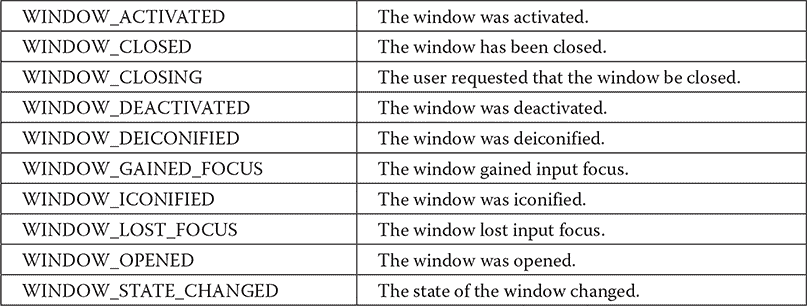 WINDOW_ACTIVATED The window was activated.
WINDOW_CLOSED The window has been closed.
WINDOW_CLOSING The user requested that the window be closed.
WINDOW_DEACTIVATED The window was deactivated.
WINDOW_DEICONIFIED The window was deiconified.
WINDOW_GAINED_FOCUS The window gained input focus.
WINDOW_ICONIFIED The window was iconified.
WINDOW_LOST_FOCUS The window lost input focus.
WINDOW_OPENED The window was opened.
WINDOW_STATE_CHANGED The state of the window changed.